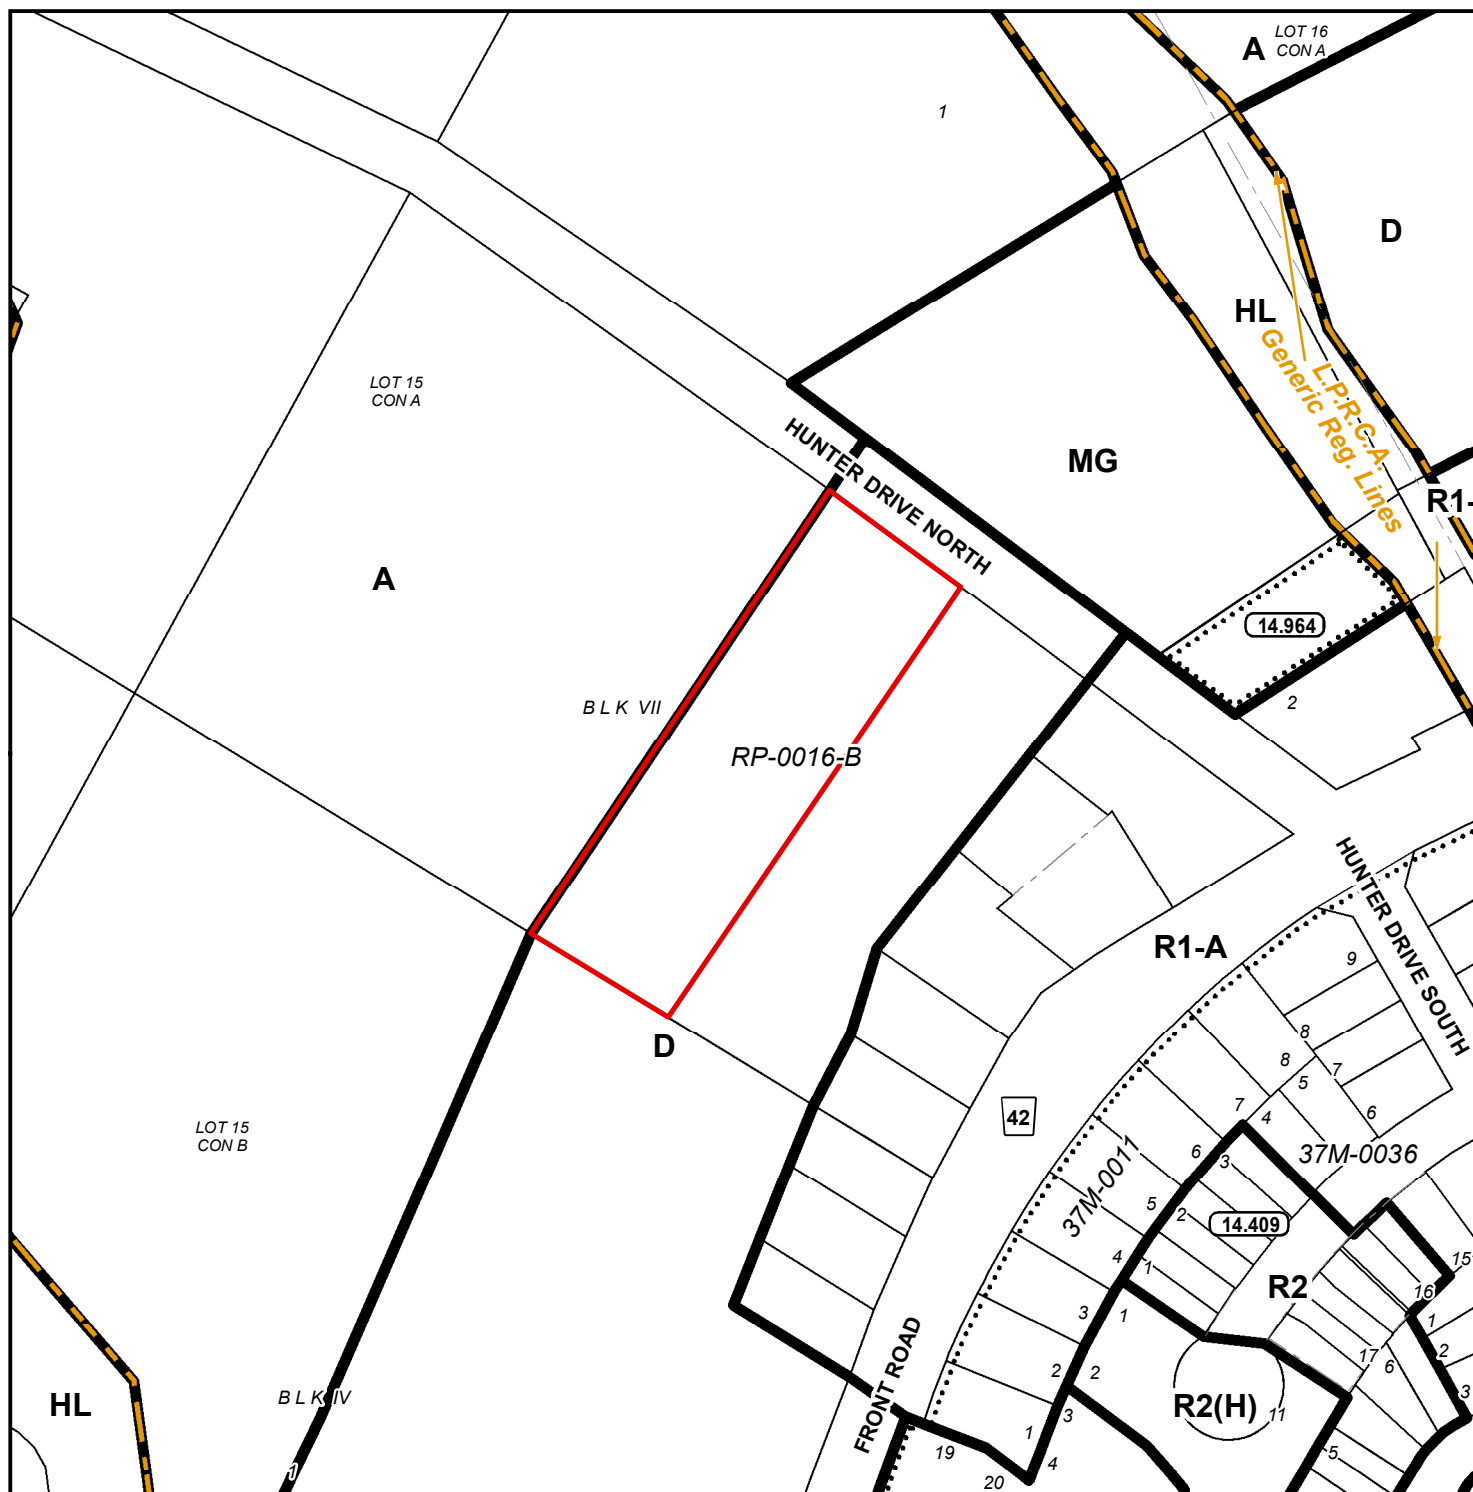 LOT 16
A CON A
1
D
HL
L.P.R.C.A.
Generic Reg. Lines
LOT 15
CON A
HUNTER DRIVE NORTH
MG
R1-
A
14.964
BLK VII
2
RP-0016-B
HUNTER DRIVE SOUTH
R1-A
9
D
8
8
7
5
6
42
7
4
LOT 15
CON B
37M-0011
6
3
37M-0036
5
2
14.409
4
1
15
R2
16
3
1
1
17
2
6
2
2
3
HL
BLK IV
FRONT ROAD
R2(H)
11
3
1
19
5
4
20
1